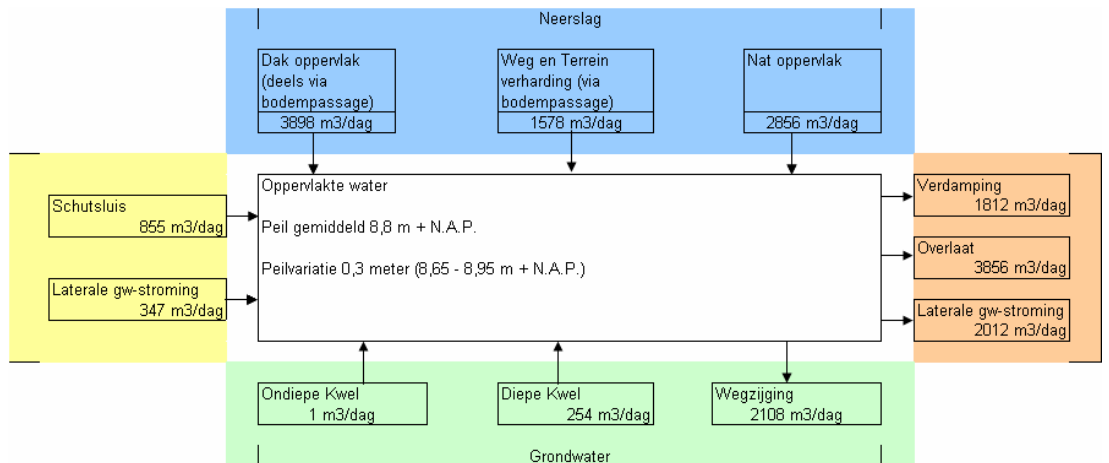 Neerslag
Dak oppervlak
(deels via
bodempassage)
3898 m3/dag
Weg en Terrein
verharding (via
bodempassage)
1578 m3/dag
Nat oppervlak
2856 m3/dag
Schutsluis
855 m3/dag
Laterale gw-stroming
347 m3/dag
Oppervlakte water
Peil gemiddeld 8,8 m + N.A.P.
Peilvariatie 0,3 meter (8,65 - 8,95 m + N.A.P.)
Verdamping
1812 m3/dag
Overlaat
3856 m3/dag
Laterale gw-stroming
2012 m3/dag
Ondiepe Kwel
1 m3/dag
Diepe Kwel
254 m3/dag
Wegzijging
2108 m3/dag
Grondwater